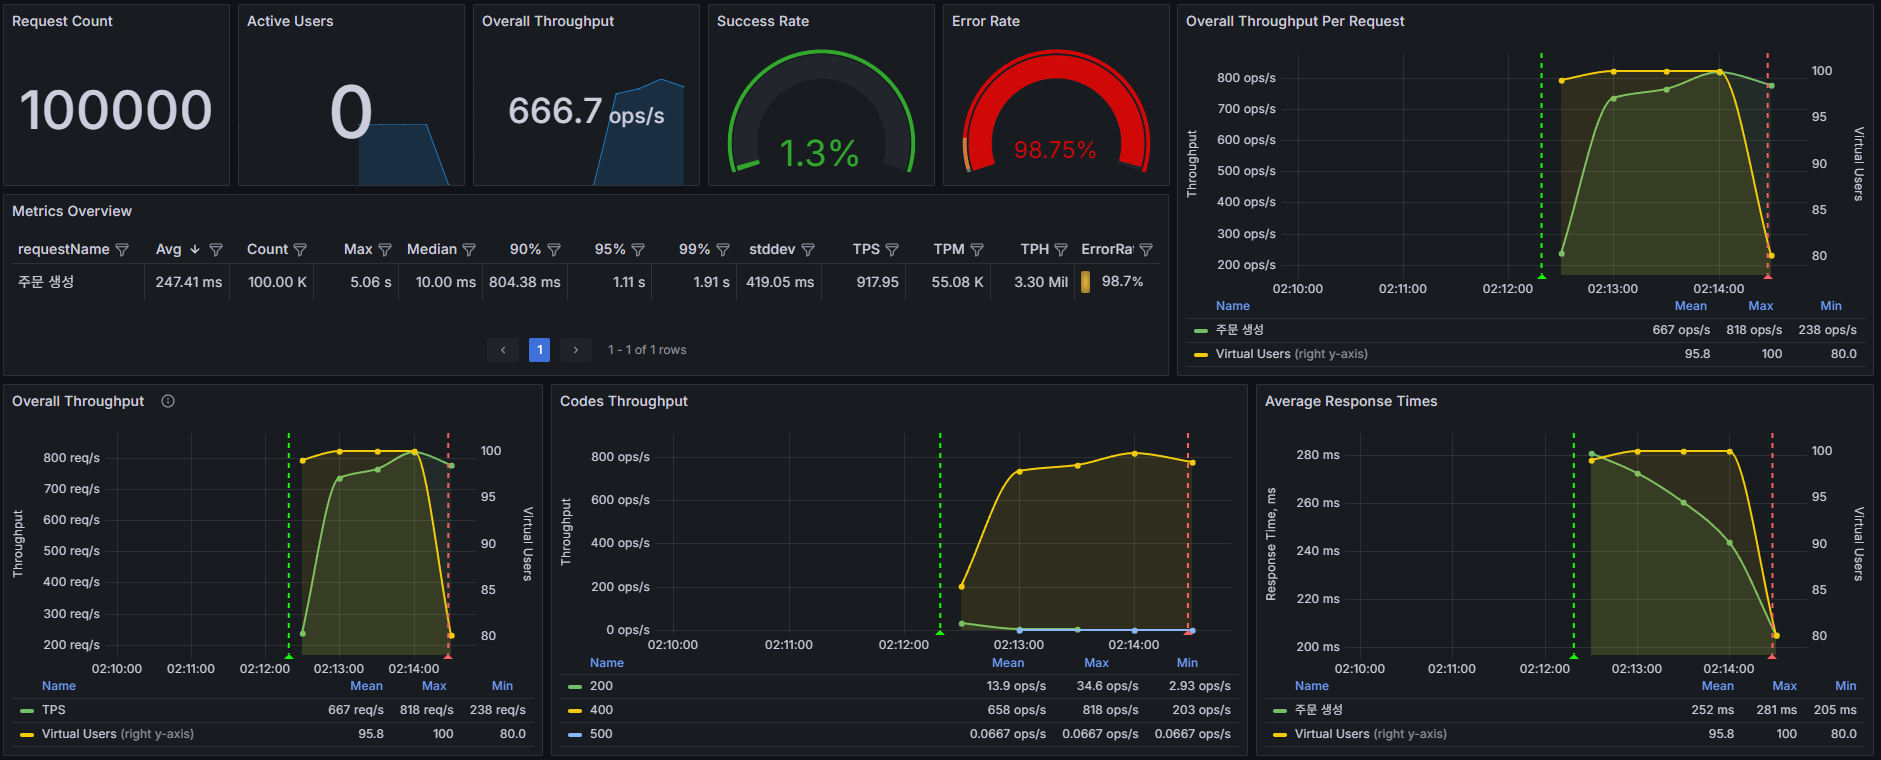 Request Count
100000
Active Users
0
Overall Throughput
666.7 ops/s
Success Rate
1.3%
Error Rate
98.75%
Overall Throughput Per Request
Throughput
800 ops/s
700 ops/s
600 ops/s
500 ops/s
400 ops/s
300 ops/s
200 ops/s
100
95
90
85
80
Virtual Users
02:10:00 02:11:00 02:12:00 02:13:00 02:14:00
Name Mean Max Min
주문 생성 667 ops/s 818 ops/s 238 ops/s
Virtual Users (right y-axis) 95.8 100 80.0
Metrics Overview
requestName Avg Count Max Median 90% 95% 99% stddev TPS TPM TPH ErrorRat
주문 생성 247.41 ms 100.00 K 5.06 s 10.00 ms 804.38 ms 1.11 s 1.91 s 419.05 ms 917.95 55.08 K 3.30 Mil 98.7%
1
1 - 1 of 1 rows
Overall Throughput
Throughput
800 req/s
700 req/s
600 req/s
500 req/s
400 req/s
300 req/s
200 req/s
100
95
90
85
80
Virtual Users
02:10:00 02:11:00 02:12:00 02:13:00 02:14:00
Name Mean Max Min
TPS 667 req/s 818 req/s 238 req/s
Virtual Users (right y-axis) 95.8 100 80.0
Codes Throughput
Throughput
800 ops/s
600 ops/s
400 ops/s
200 ops/s
0 ops/s
02:10:00 02:11:00 02:12:00 02:13:00 02:14:00
Name Mean Max Min
200 13.9 ops/s 34.6 ops/s 2.93 ops/s
400 658 ops/s 818 ops/s 203 ops/s
500 0.0667 ops/s 0.0667 ops/s 0.0667 ops/s
Average Response Times
Response Time, ms
280 ms
260 ms
240 ms
220 ms
200 ms
100
95
90
85
80
Virtual Users
02:10:00 02:11:00 02:12:00 02:13:00 02:14:00
Name Mean Max Min
주문 생성 252 ms 281 ms 205 ms
Virtual Users (right y-axis) 95.8 100 80.0